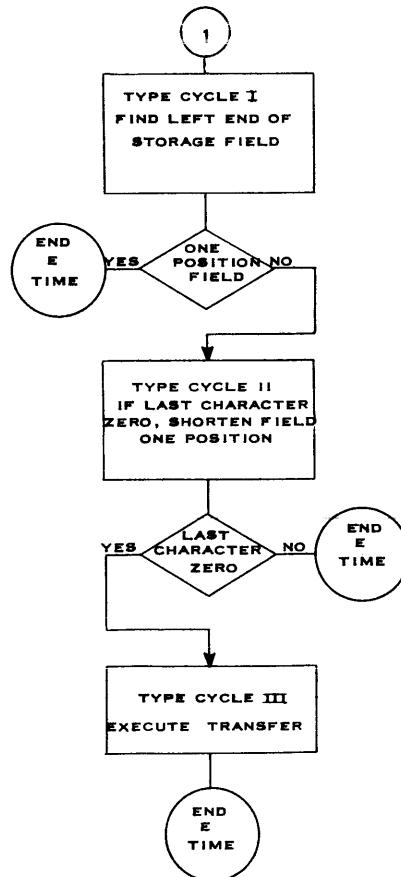 1
TYPE CYCLE I
FIND LEFT END OF
STORAGE FIELD
END
E
TIME
YES
ONE
POSITION
FIELD
NO
TYPE CYCLE II
IF LAST CHARACTER
ZERO, SHORTEN FIELD
ONE POSITION
YES
LAST
CHARACTER
ZERO
NO
END
E
TIME
TYPE CYCLE III
EXECUTE TRANSFER
END
E
TIME